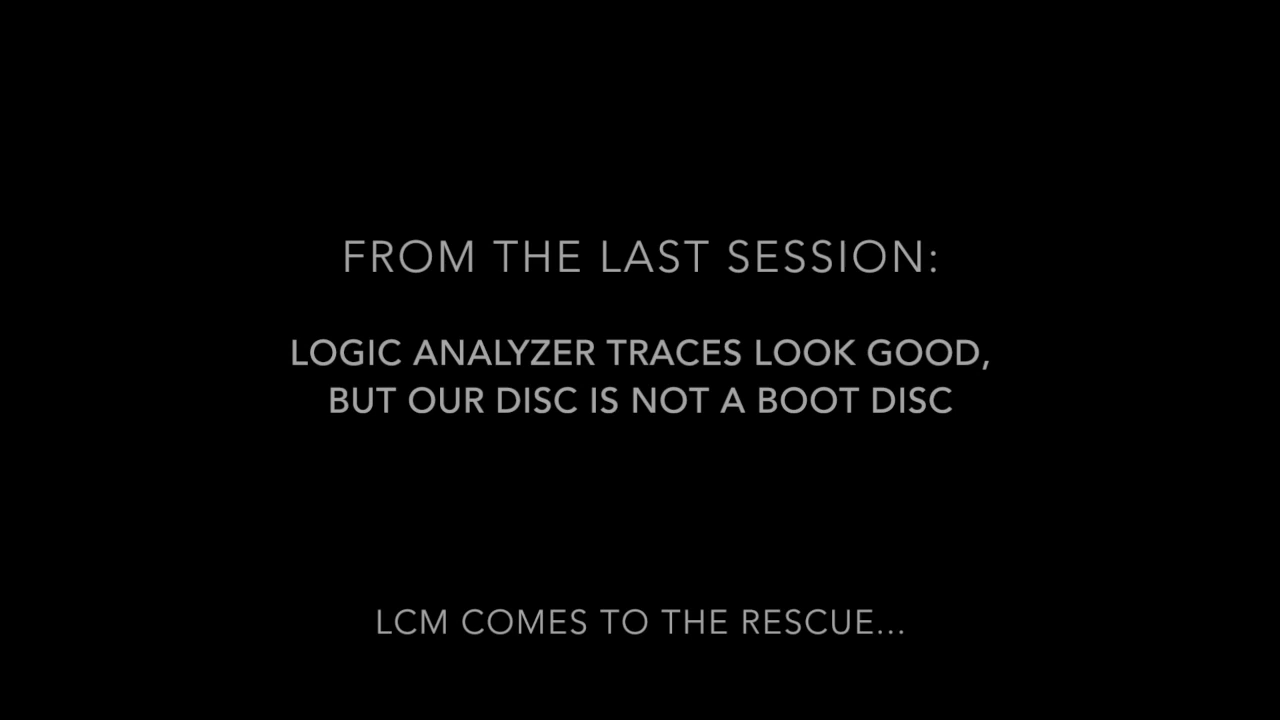 FROM THE LAST SESSION:
LOGIC ANALYZER TRACES LOOK GOOD,
BUT OUR DISC IS NOT A BOOT DISC
LCM COMES TO THE RESCUE...